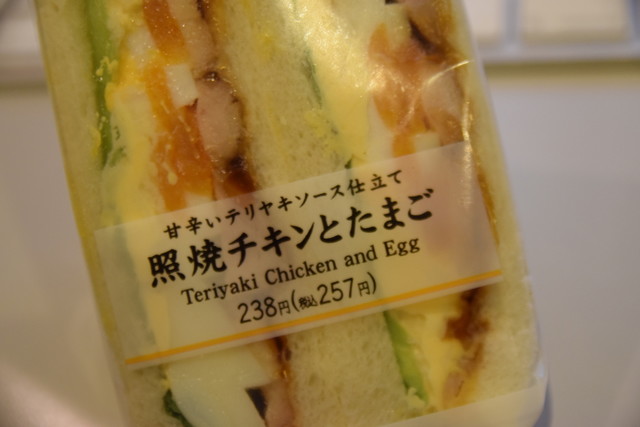 甘辛いテリヤキソース仕立て
照焼チキンとたまご
Teriyaki Chicken and Egg
238円(税込257円)